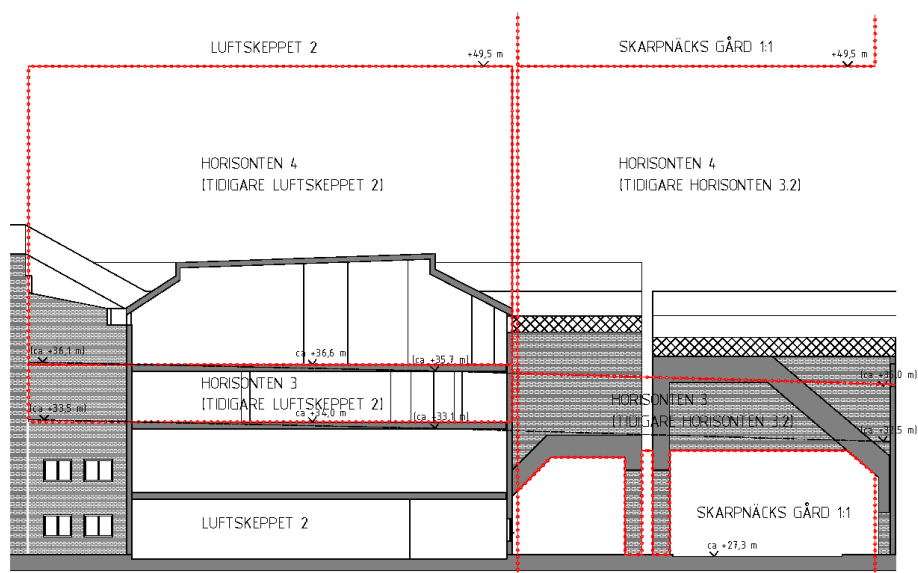 LUFTSKEPPET 2
SKARPNÄCKS GÅRD 1:1
+49,5 m
+49,5 m
HORISONTEN 4
(TIDIGARE LUFTSKEPPET 2)
HORISONTEN 4
(TIDIGARE HORISONTEN 3.2)
(ca +36,1 m)
ca +36,6 m
(ca +35,7 m)
(ca +36,0 m)
HORISONTEN 3
(TIDIGARE LUFTSKEPPET 2)
HORISONTEN 3
(TIDIGARE HORISONTEN 3.2)
(ca +33,5 m)
ca +34,0 m
(ca +33,1 m)
LUFTSKEPPET 2
SKARPNÄCKS GÅRD 1:1
ca +27,3 m